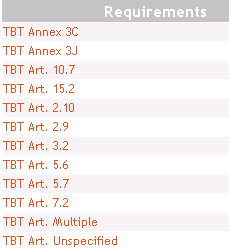 Requirements
TBT Annex 3C
TBT Annex 3J
TBT Art. 10.7
TBT Art. 15.2
TBT Art. 2.10
TBT Art. 2.9
TBT Art. 3.2
TBT Art. 5.6
TBT Art. 5.7
TBT Art. 7.2
TBT Art. Multiple
TBT Art. Unspecified